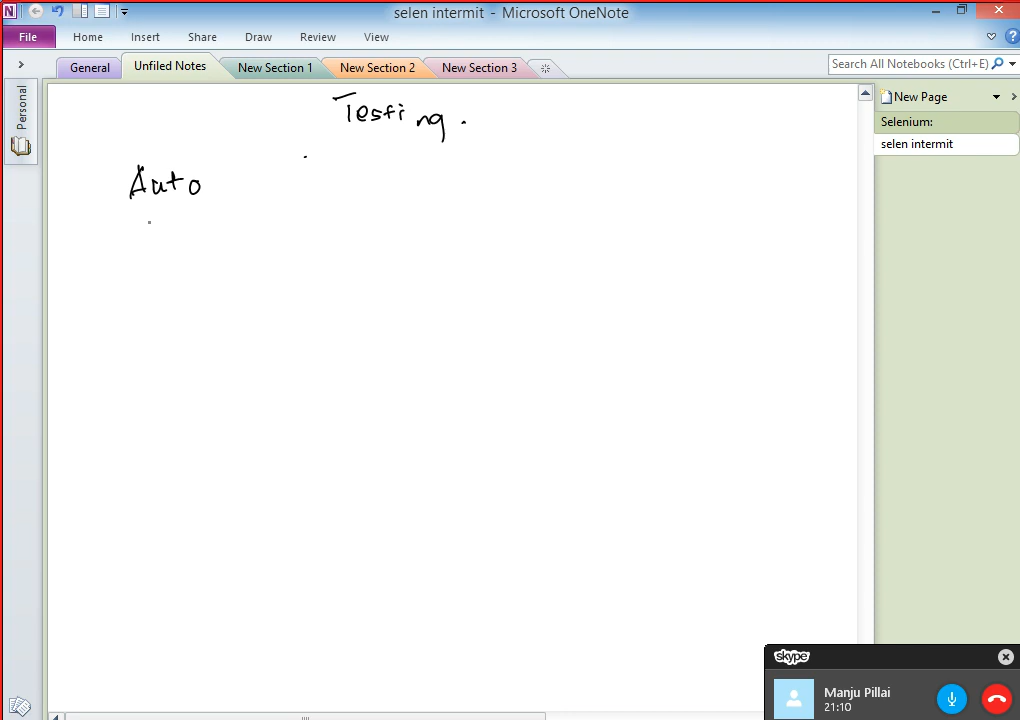 selen intermit - Microsoft OneNote
File Home Insert Share Draw Review View
General Unfiled Notes New Section 1 New Section 2 New Section 3 Search All Notebooks (Ctrl+E)
Personal
New Page
Selenium:
selen intermit
Testing.
Auto
skype
Manju Pillai
21:10